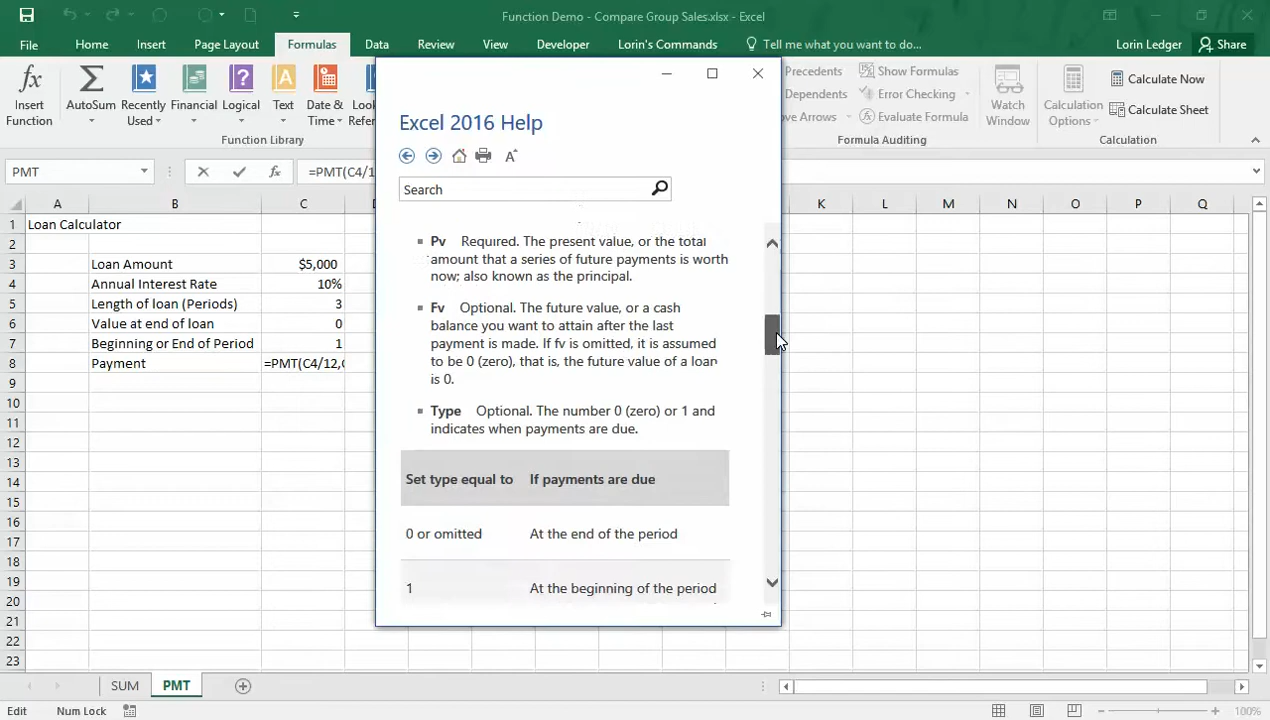 Function Demo - Compare Group Sales.xlsx - Excel
File Home Insert Page Layout Formulas Data Review View Developer Lorin's Commands Tell me what you want to do... Lorin Ledger Share
Insert Function
AutoSum
Recently Used
Financial
Logical
Text
Date & Time
Function Library
Precedents
Dependents
Show Formulas
Error Checking
Evaluate Formula
Formula Auditing
Watch Window
Calculation Options
Calculate Now
Calculate Sheet
Calculation
PMT fx =PMT(C4/1
A B C K L M N O P Q
1 Loan Calculator
2
3 Loan Amount $5,000
4 Annual Interest Rate 10%
5 Length of loan (Periods) 3
6 Value at end of loan 0
7 Beginning or End of Period 1
8 Payment =PMT(C4/12,C
9
10
11
12
13
14
15
16
17
18
19
20
21
22
23
Excel 2016 Help
A
Search
Pv Required. The present value, or the total
amount that a series of future payments is worth
now; also known as the principal.
Fv Optional. The future value, or a cash
balance you want to attain after the last
payment is made. If fv is omitted, it is assumed
to be 0 (zero), that is, the future value of a loan
is 0.
Type Optional. The number 0 (zero) or 1 and
indicates when payments are due.
Set type equal to If payments are due
0 or omitted At the end of the period
1 At the beginning of the period
SUM PMT
Edit Num Lock 100%